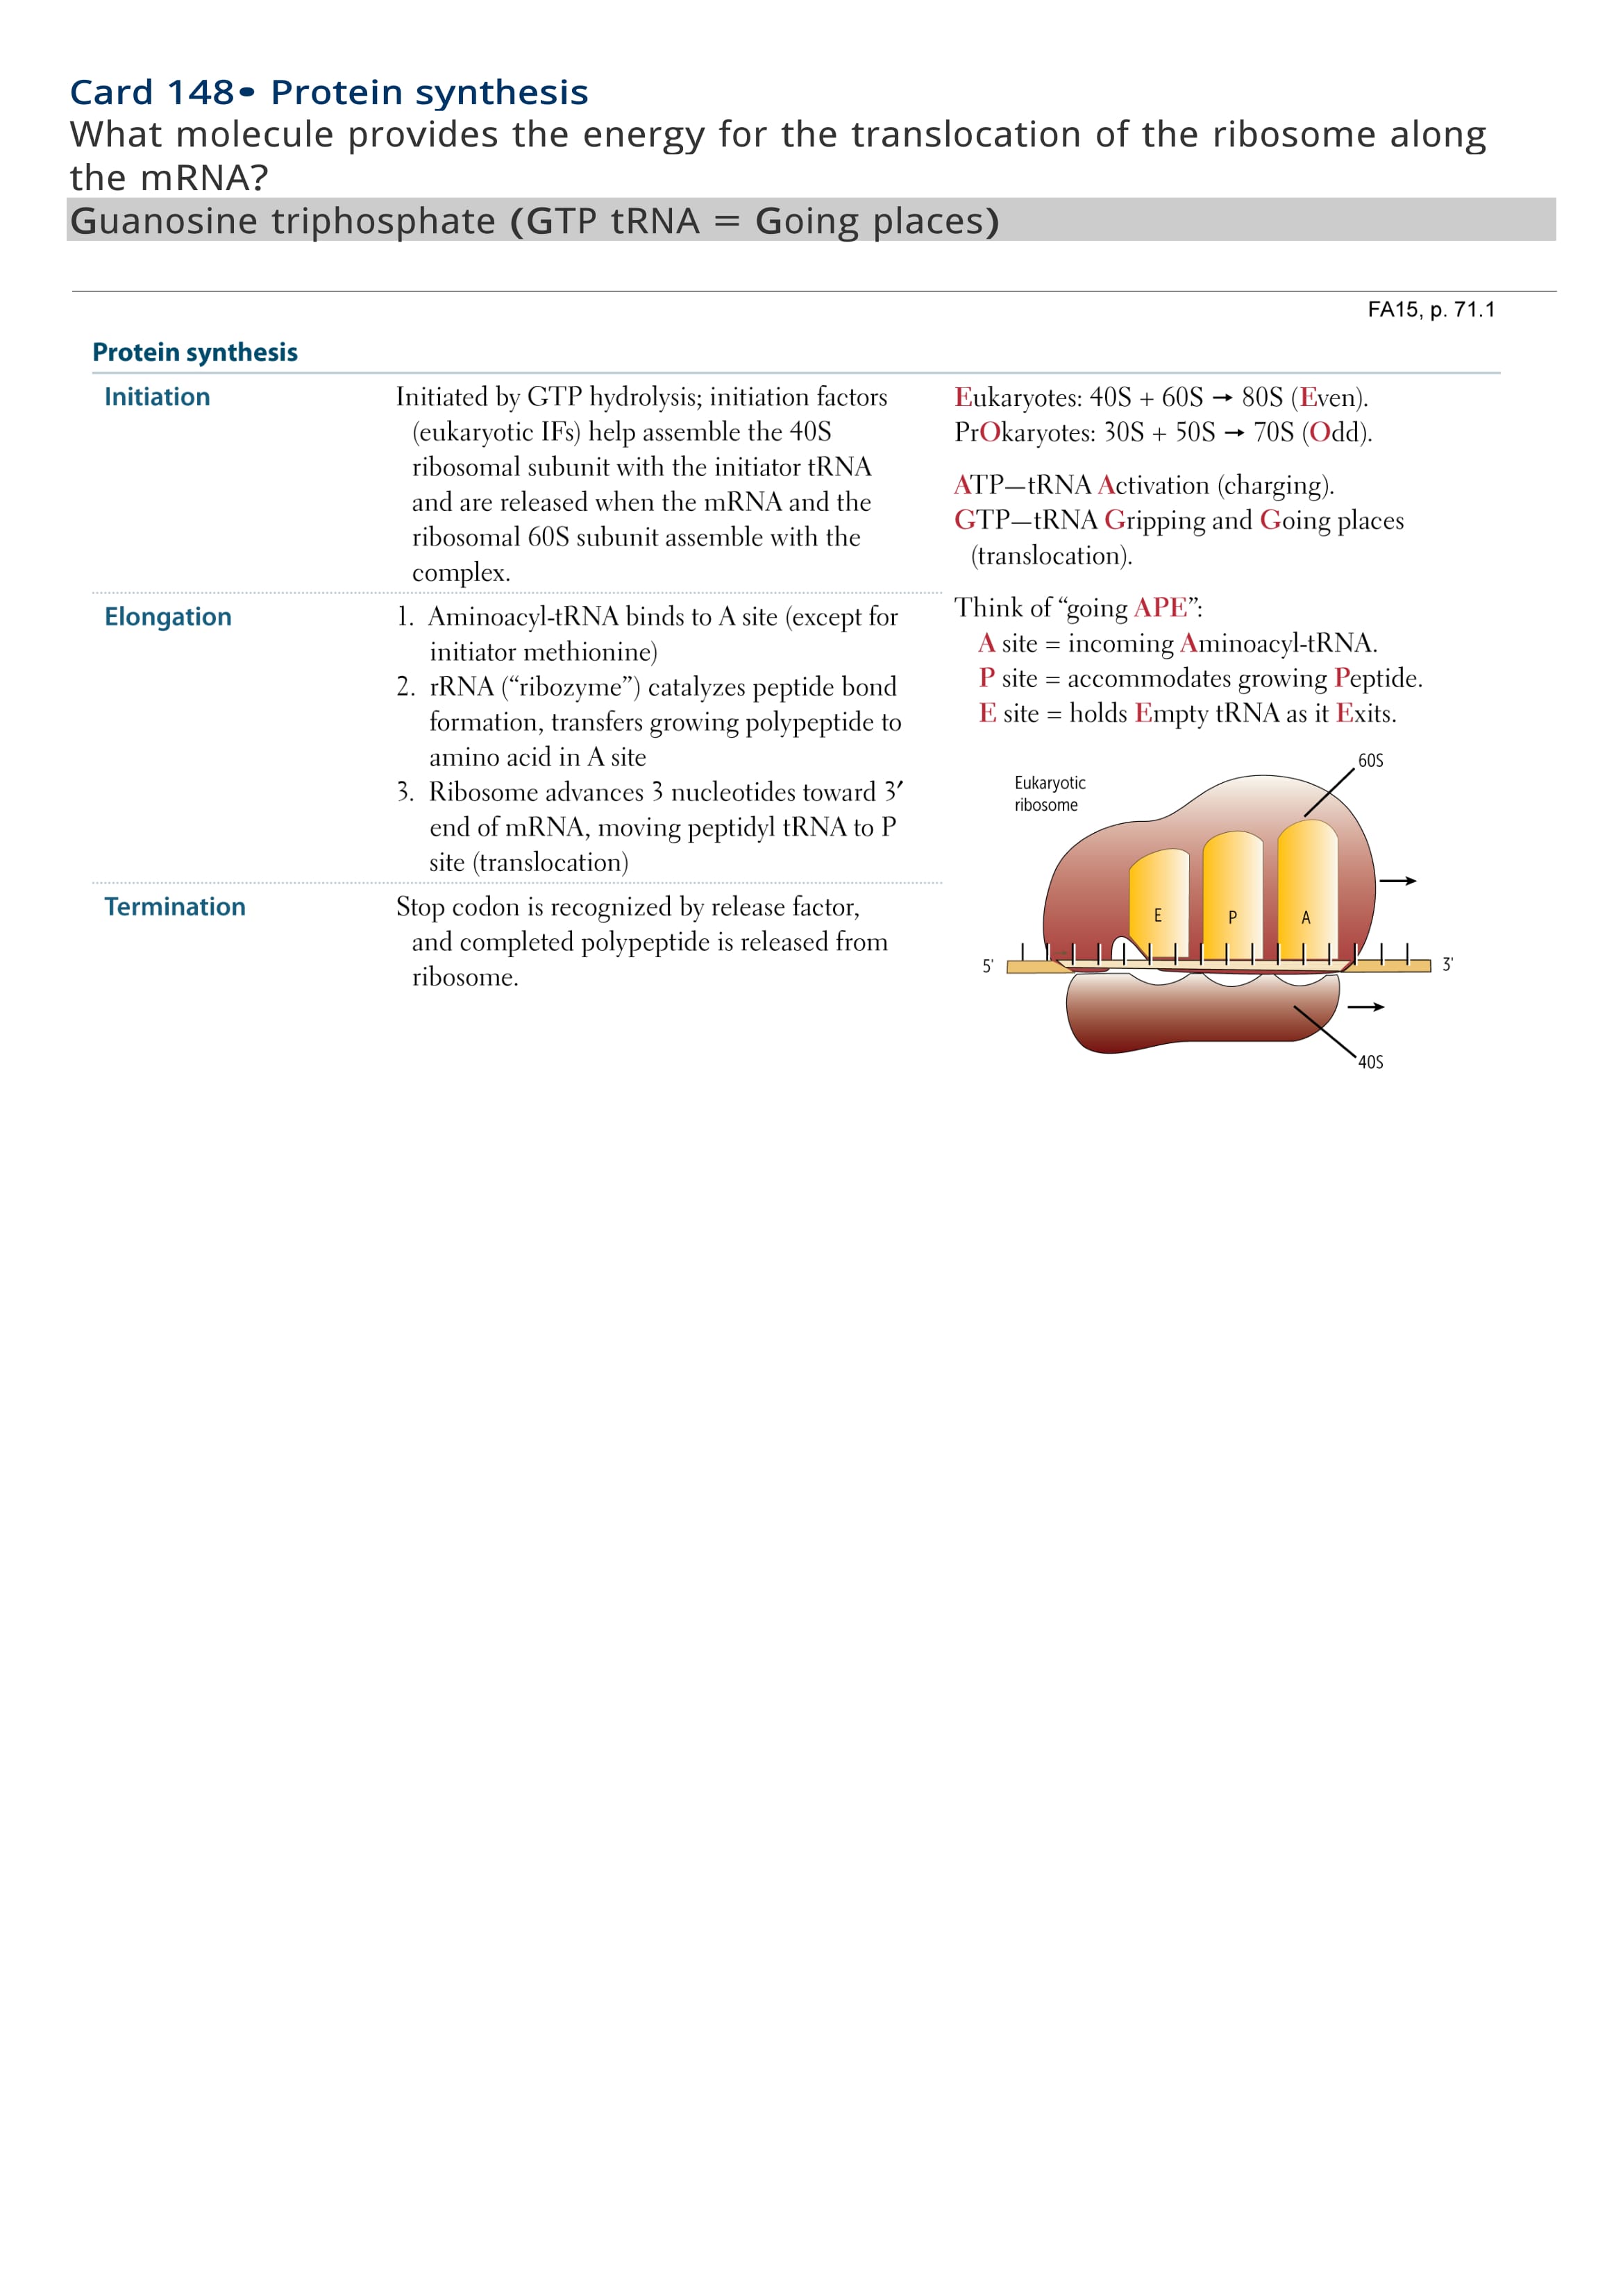 Card 148• Protein synthesis
What molecule provides the energy for the translocation of the ribosome along
the mRNA?
Guanosine triphosphate (GTP tRNA = Going places)
FA15, p. 71.1
Protein synthesis
Initiation
Initiated by GTP hydrolysis; initiation factors
(eukaryotic IFs) help assemble the 40S
ribosomal subunit with the initiator tRNA
and are released when the mRNA and the
ribosomal 60S subunit assemble with the
complex.
Eukaryotes: 40S + 60S → 80S (Even).
PrOkaryotes: 30S + 50S → 70S (Odd).
ATP—tRNA Activation (charging).
GTP—tRNA Gripping and Going places
(translocation).
Elongation
1. Aminoacyl-tRNA binds to A site (except for
initiator methionine)
2. rRNA (“ribozyme”) catalyzes peptide bond
formation, transfers growing polypeptide to
amino acid in A site
3. Ribosome advances 3 nucleotides toward 3′
end of mRNA, moving peptidyl tRNA to P
site (translocation)
Think of “going APE”:
A site = incoming Aminoacyl-tRNA.
P site = accommodates growing Peptide.
E site = holds Empty tRNA as it Exits.
Termination
Stop codon is recognized by release factor,
and completed polypeptide is released from
ribosome.
60S
Eukaryotic
ribosome
E P A
5' 3'
40S